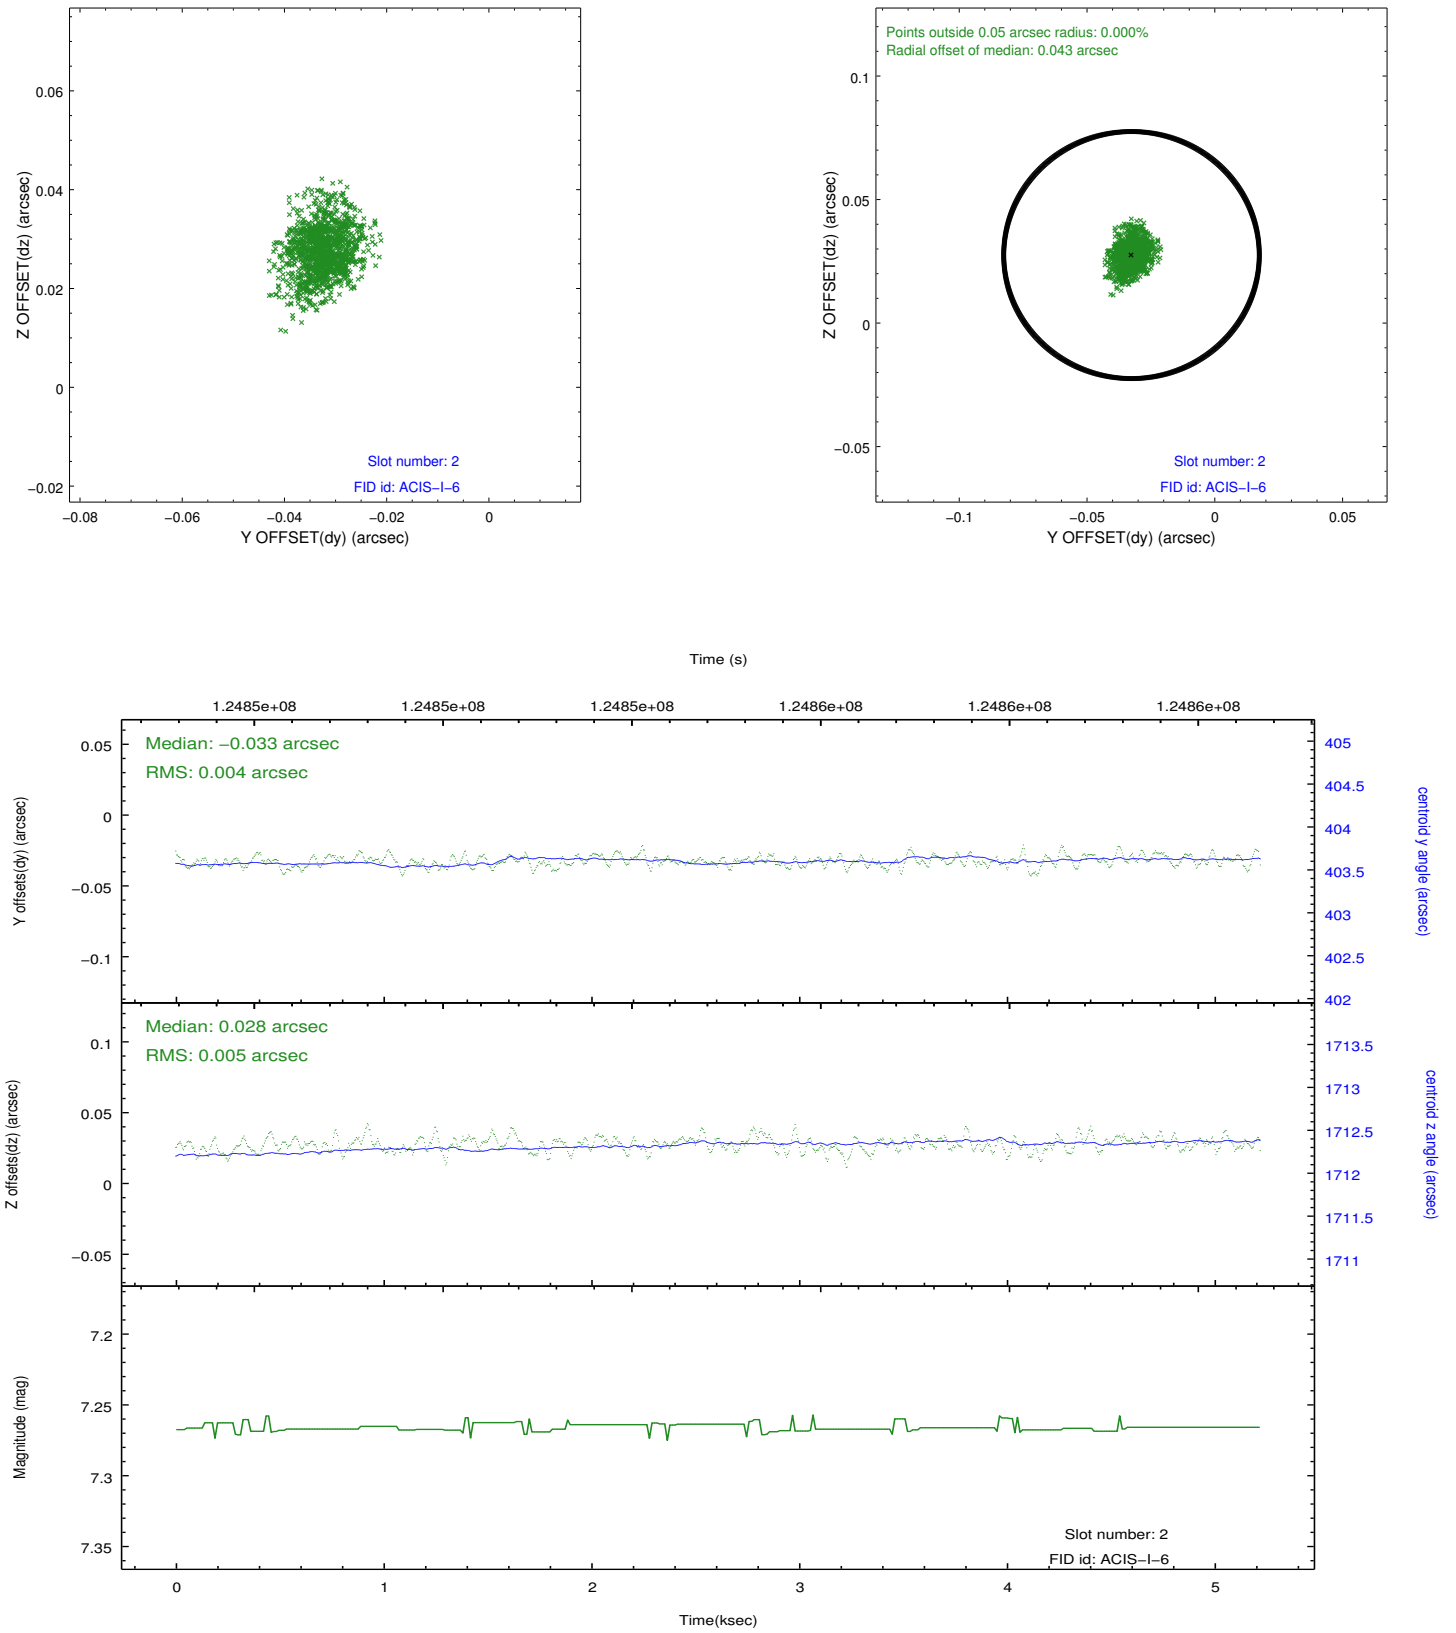 0.06
0.04
0.02
0
−0.02
Z OFFSET(dz) (arcsec)
Slot number: 2
FID id: ACIS−I−6
−0.08 −0.06 −0.04 −0.02 0
Y OFFSET(dy) (arcsec)
Points outside 0.05 arcsec radius: 0.000%
Radial offset of median: 0.043 arcsec
0.1
0.05
0
−0.05
Z OFFSET(dz) (arcsec)
Slot number: 2
FID id: ACIS−I−6
−0.1 −0.05 0 0.05
Y OFFSET(dy) (arcsec)
Time (s)
1.2485e+08 1.2485e+08 1.2485e+08 1.2486e+08 1.2486e+08 1.2486e+08
Median: −0.033 arcsec
RMS: 0.004 arcsec
0.05
0
−0.05
−0.1
Y offsets(dy) (arcsec)
405
404.5
404
403.5
403
402.5
402
centroid y angle (arcsec)
Median: 0.028 arcsec
RMS: 0.005 arcsec
0.1
0.05
0
−0.05
Z offsets(dz) (arcsec)
1713.5
1713
1712.5
1712
1711.5
1711
centroid z angle (arcsec)
7.2
7.25
7.3
7.35
Magnitude (mag)
Slot number: 2
FID id: ACIS−I−6
0 1 2 3 4 5
Time(ksec)